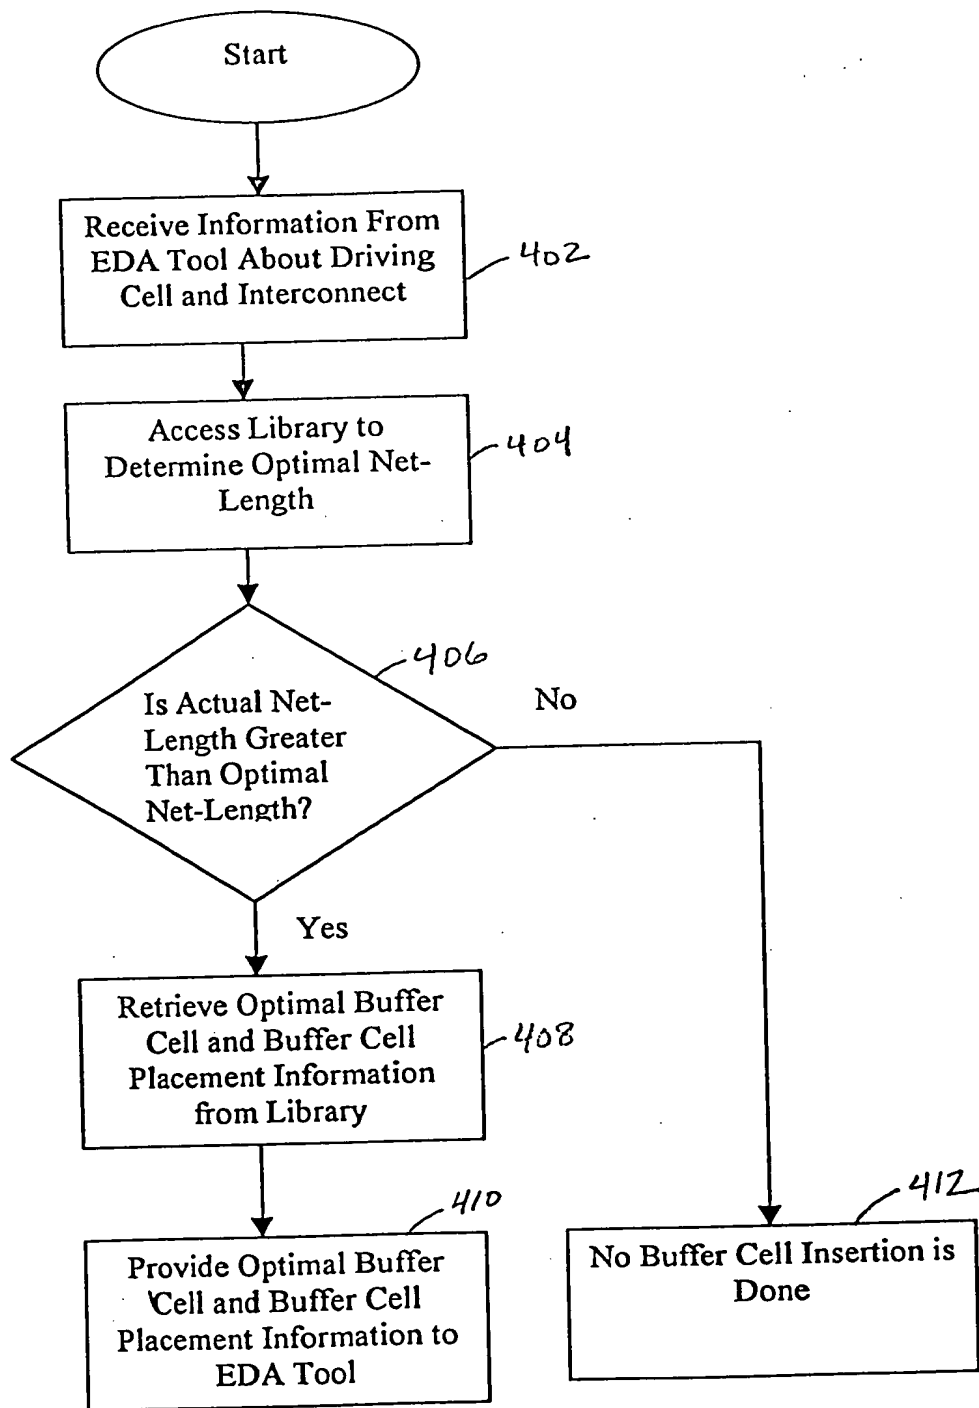 Start
Receive Information From
EDA Tool About Driving
Cell and Interconnect
402
Access Library to
Determine Optimal Net-
Length
404
406
Is Actual Net-
Length Greater
Than Optimal
Net-Length?
No
Yes
Retrieve Optimal Buffer
Cell and Buffer Cell
Placement Information
from Library
408
410
Provide Optimal Buffer
Cell and Buffer Cell
Placement Information to
EDA Tool
412
No Buffer Cell Insertion is
Done